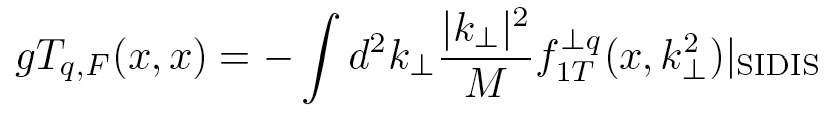 $gT_{q,F}(x,x) = -\int d^2k_\perp \frac{|k_\perp|^2}{M} f_{1T}^{\perp q}(x,k_\perp^2)|_{\mathrm{SIDIS}}$